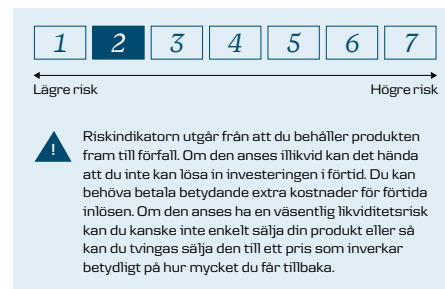 1 2 3 4 5 6 7
Lägre risk Högre risk
!
Riskindikatorn utgår från att du behåller produkten
fram till förfall. Om den anses illikvid kan det hända
att du inte kan lösa in investeringen i förtid. Du kan
behöva betala betydande extra kostnader för förtida
inlösen. Om den anses ha en väsentlig likviditetsrisk
kan du kanske inte enkelt sälja din produkt eller så
kan du tvingas sälja den till ett pris som inverkar
betydligt på hur mycket du får tillbaka.